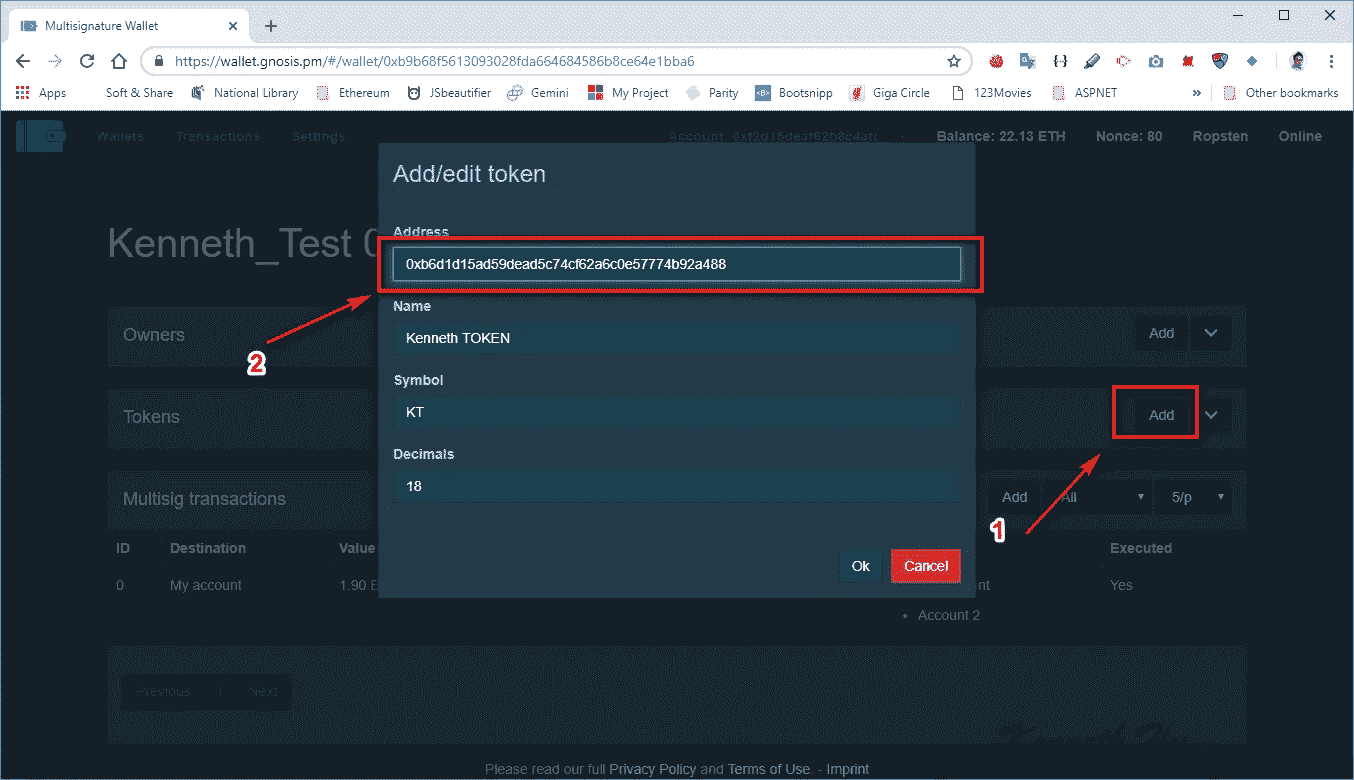 Multisignature Wallet
https://wallet.gnosis.pm/#/wallet/0xb9b68f5613093028fda664684586b8ce64e1bba6
Apps Soft & Share National Library Ethereum JSbeautifier Gemini My Project Parity Bootsnipp Giga Circle 123Movies ASPNET » Other bookmarks
Wallets Transactions Settings Account: Balance: 22.13 ETH Nonce: 80 Ropsten Online
Add/edit token
Kenneth_Test
Address
0xb6d1d15ad59dead5c74cf62a6c0e57774b92a488
Name
Kenneth TOKEN
Owners Add
2
Symbol
KT
Tokens Add
Decimals
18
Multisig transactions Add All 5/p
1
ID Destination Value Executed
Ok Cancel
0 My account 1.90 Yes
• Account 2
Previous 1 Next
Please read our full Privacy Policy and Terms of Use. - Imprint